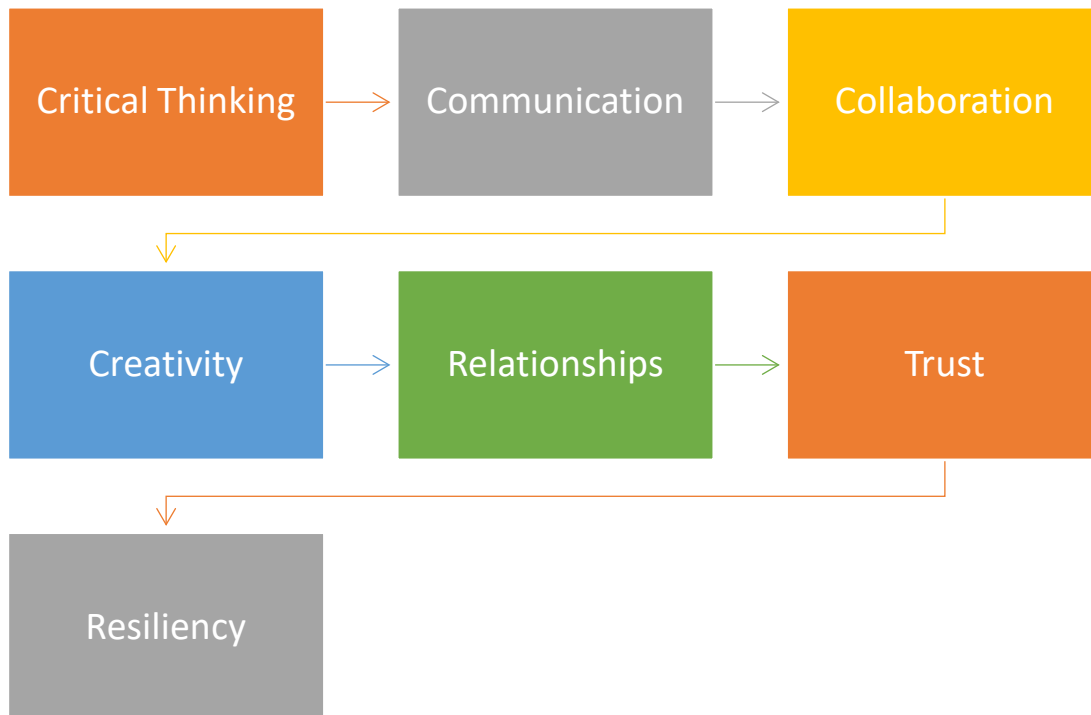 Critical Thinking
Communication
Collaboration
Creativity
Relationships
Trust
Resiliency